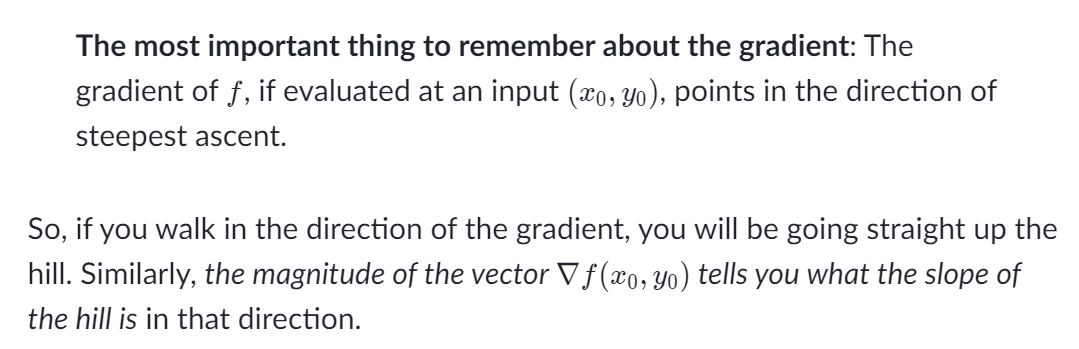 The most important thing to remember about the gradient: The
gradient of f, if evaluated at an input (x₀, y₀), points in the direction of
steepest ascent.
So, if you walk in the direction of the gradient, you will be going straight up the
hill. Similarly, the magnitude of the vector ∇f(x₀, y₀) tells you what the slope of
the hill is in that direction.